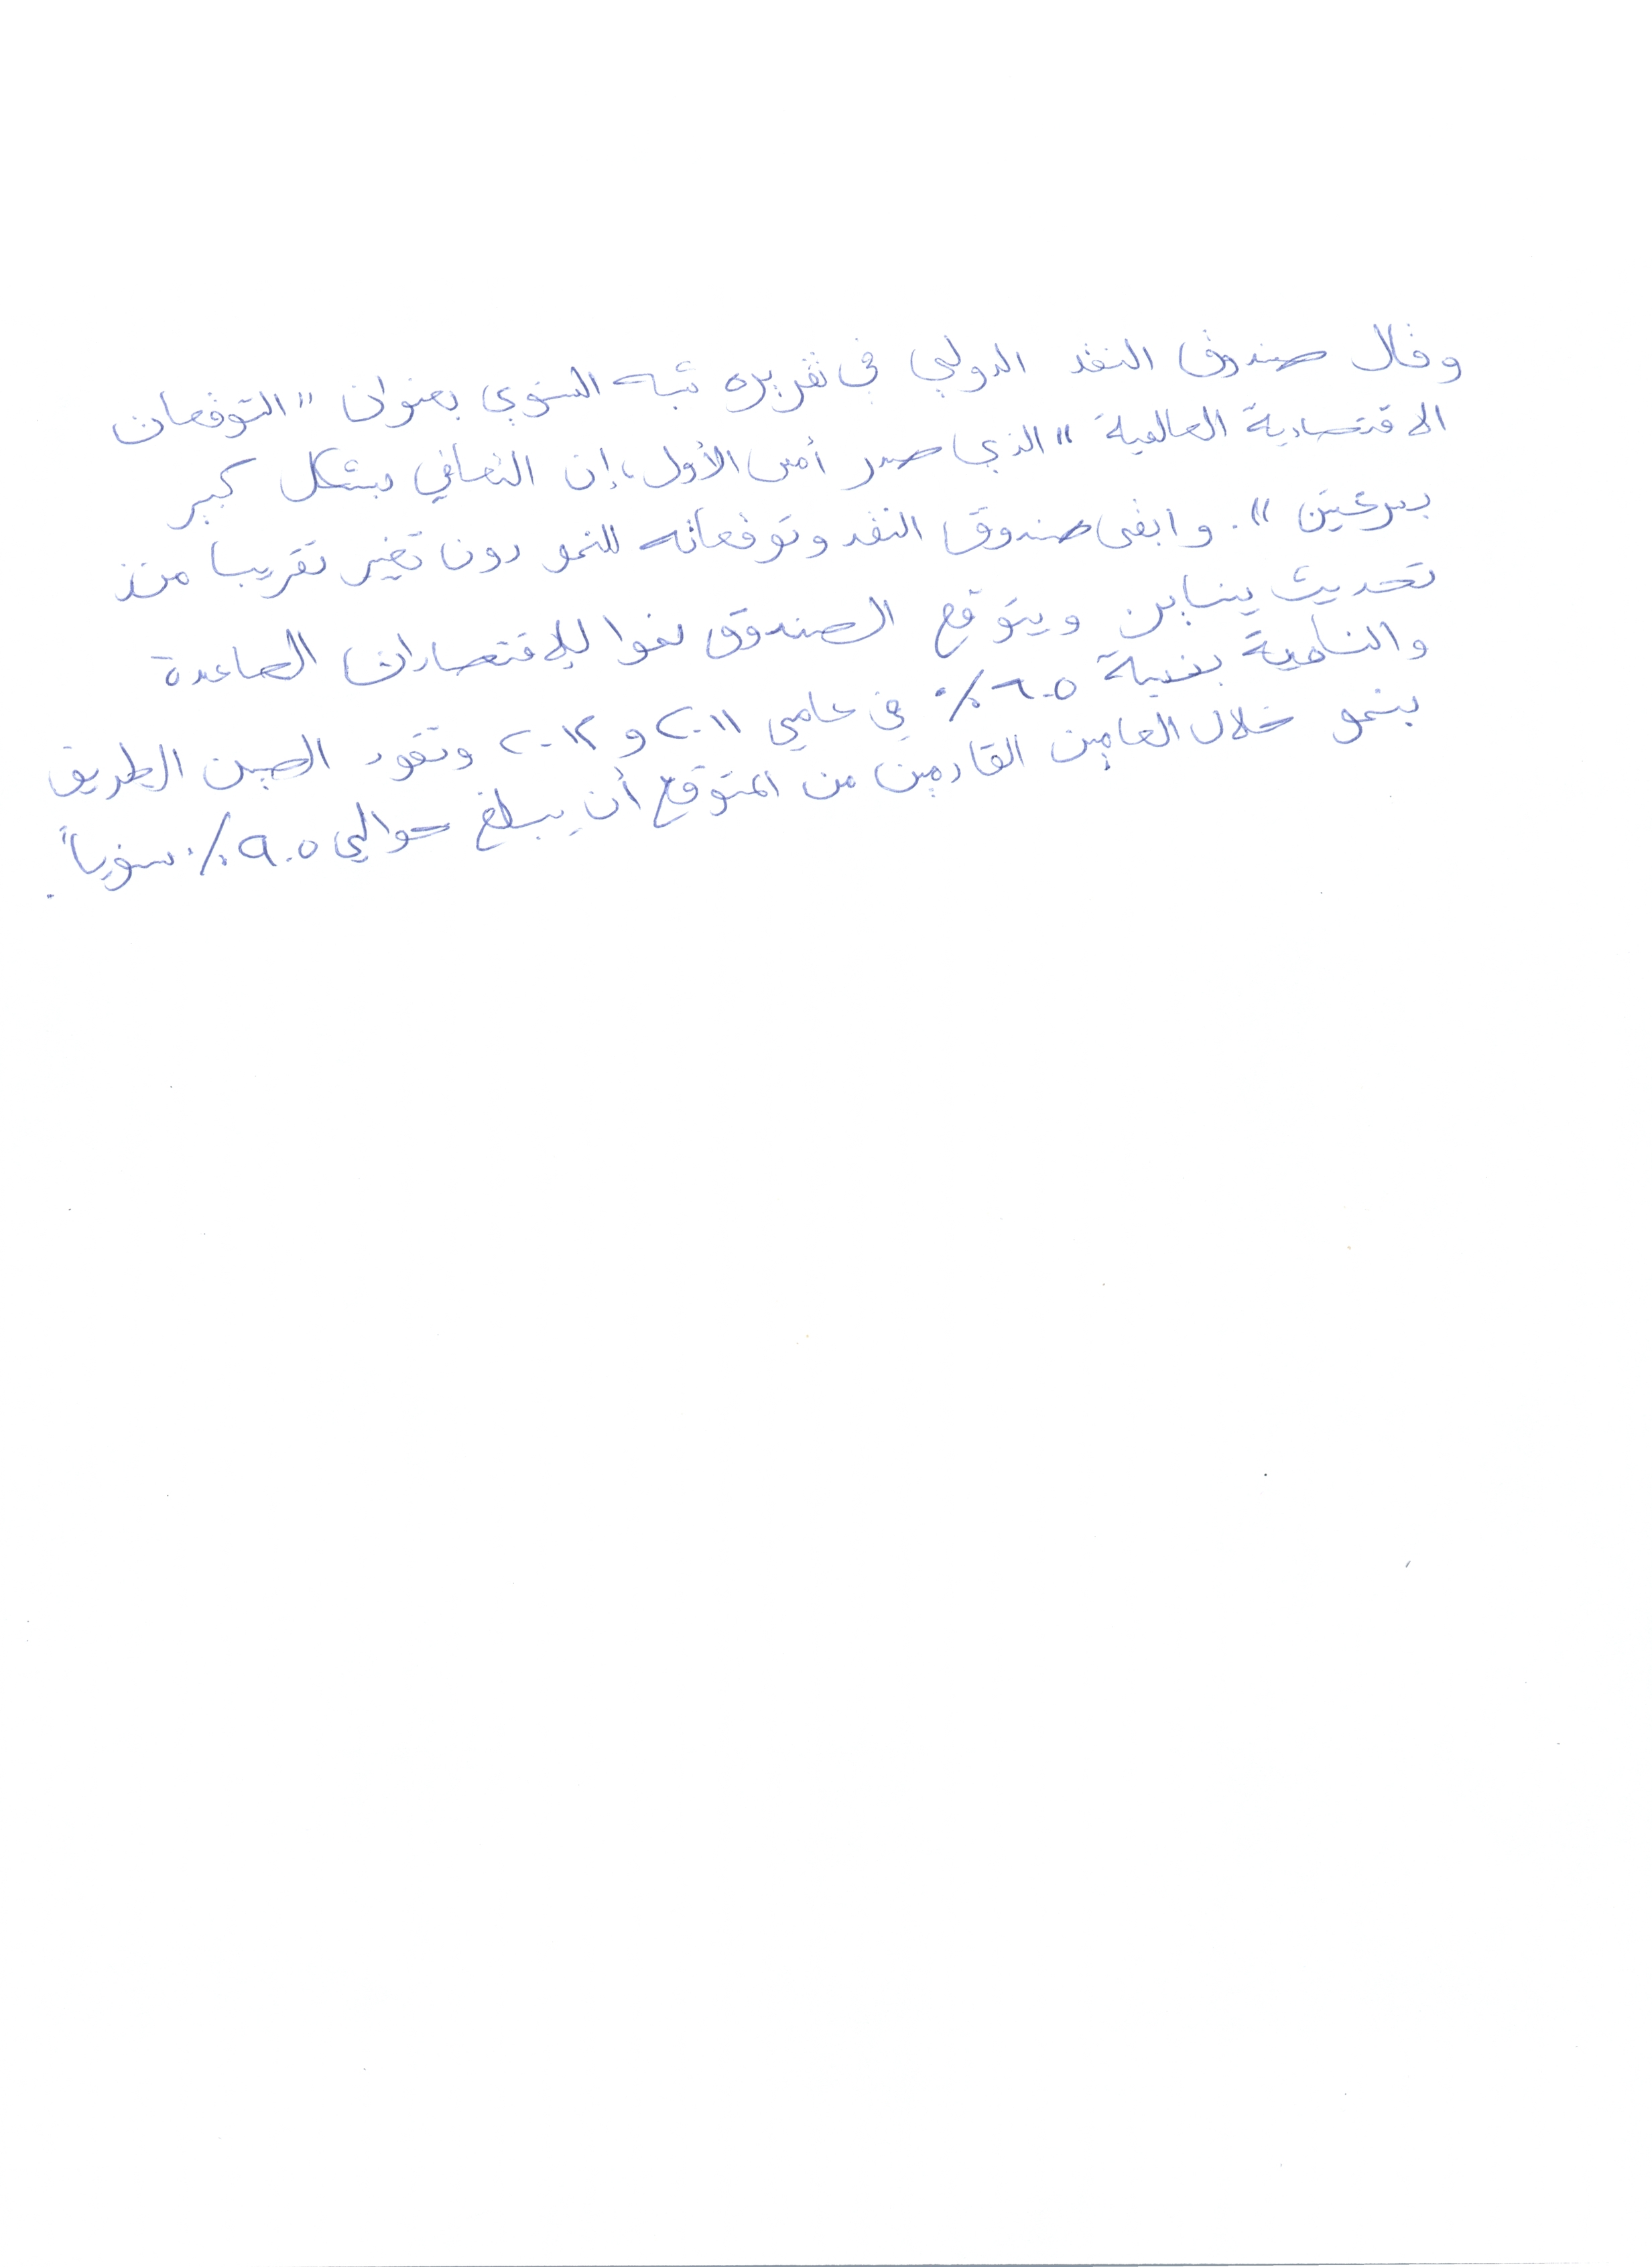 وقال صندوق النقد الدولي في تقريره شبه السنوي بعنوان "التوقعات
الاقتصادية العالمية" الذي صدر أمس الأول، إن التعافي بشكل كبير
بسرعتين". وابقى صندوق النقد وتوقعاته للنمو دون تغير تقريبا منذ
تحديث يناير ويتوقع الصندوق نموا للاقتصادات الصاعدة
والنامية بنسبة ٦.٥٪ في عامي ٢٠١١ و ٢٠١٢ وتقود الصين الطريق
بنمو خلال العامين القادمين من المتوقع أن يبلغ حوالي ٩.٥٪ سنوياً.